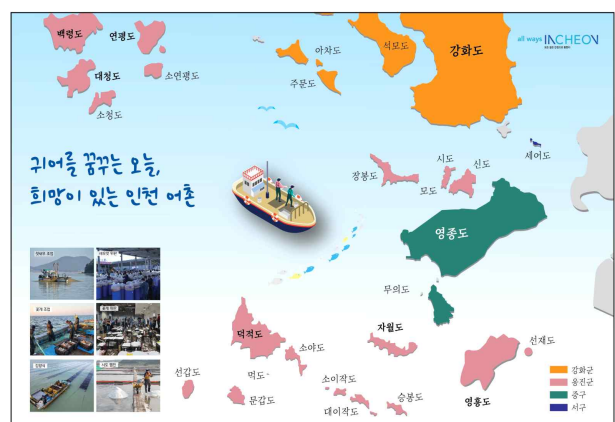 백령도
연평도
대청도
소연평도
소청도
아차도
주문도
석모도
강화도
all ways INCHEON
귀어를 꿈꾸는 오늘,
희망이 있는 인천 어촌
세어도
장봉도
시도
신도
모도
영종도
무의도
덕적도
소야도
자월도
선재도
선갑도
먹도
문갑도
소이작도
대이작도
승봉도
영흥도
강화군
옹진군
중구
서구